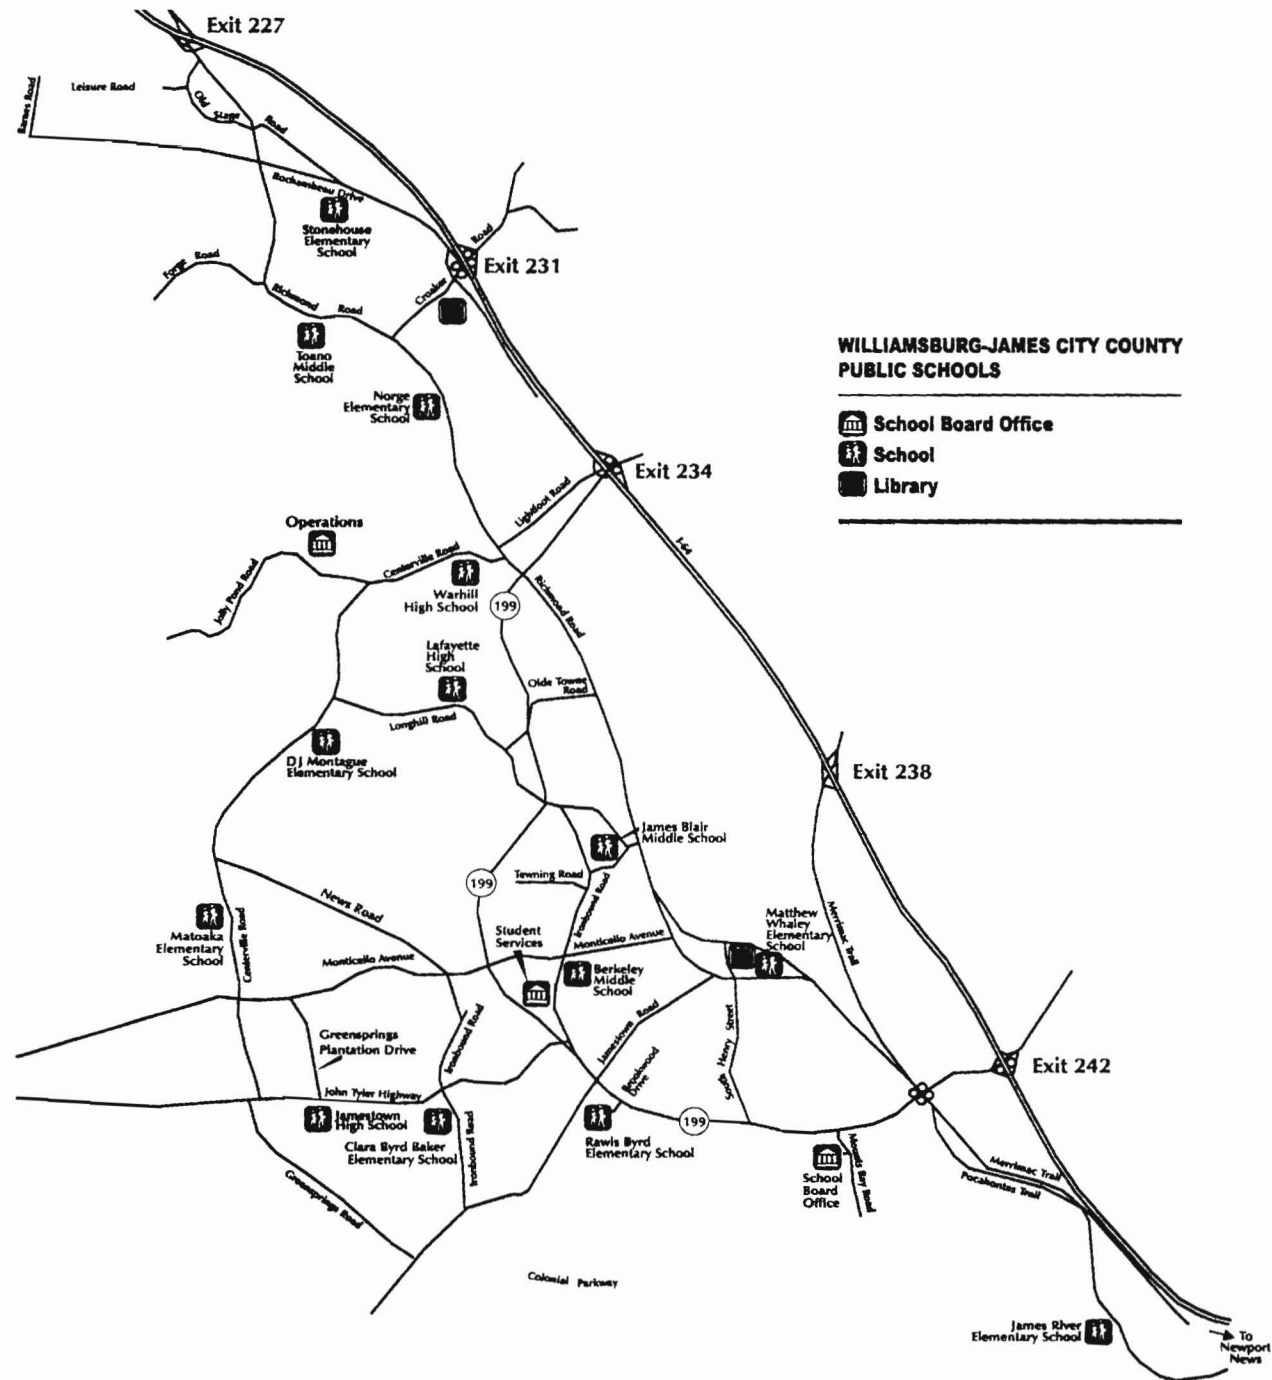 Exit 227
Leisure Road
Barnes Road
Old Stage Road
Rochambeau Drive
Stonehouse
Elementary
School
Forge Road
Croaker Road
Exit 231
Richmond Road
Toano
Middle
School
Norge
Elementary
School
WILLIAMSBURG-JAMES CITY COUNTY
PUBLIC SCHOOLS
School Board Office
School
Library
Lightfoot Road
Exit 234
Operations
I-64
Centerville Road
Jolly Pond Road
Warhill
High School
199
Richmond Road
Lafayette
High
School
Olde Towne
Road
Longhill Road
DJ Montague
Elementary School
Exit 238
James Blair
Middle School
Tewning Road
199
Ironbound Road
News Road
Merrimac Trail
Matthew
Whaley
Elementary
School
Matoaka
Elementary
School
Centerville Road
Student
Services
Monticello Avenue
Monticello Avenue
Berkeley
Middle
School
Jamestown Road
South Henry Street
Ironbound Road
Greensprings
Plantation Drive
Exit 242
Brookwood
Drive
John Tyler Highway
Jamestown
High School
Clara Byrd Baker
Elementary School
Ironbound Road
Rawls Byrd
Elementary School
199
Mounts Bay Road
School
Board
Office
Merrimac Trail
Pocahontas Trail
Greensprings Road
Colonial Parkway
James River
Elementary School
To
Newport
News